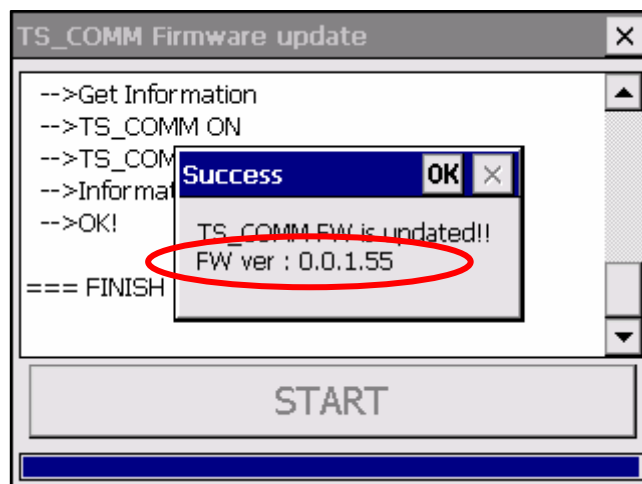 TS_COMM Firmware update
-->Get Information
-->TS_COMM ON
-->TS_COM
-->Informat
-->OK!
=== FINISH
Success OK
TS_COMM FW is updated!!
FW ver : 0.0.1.55
START